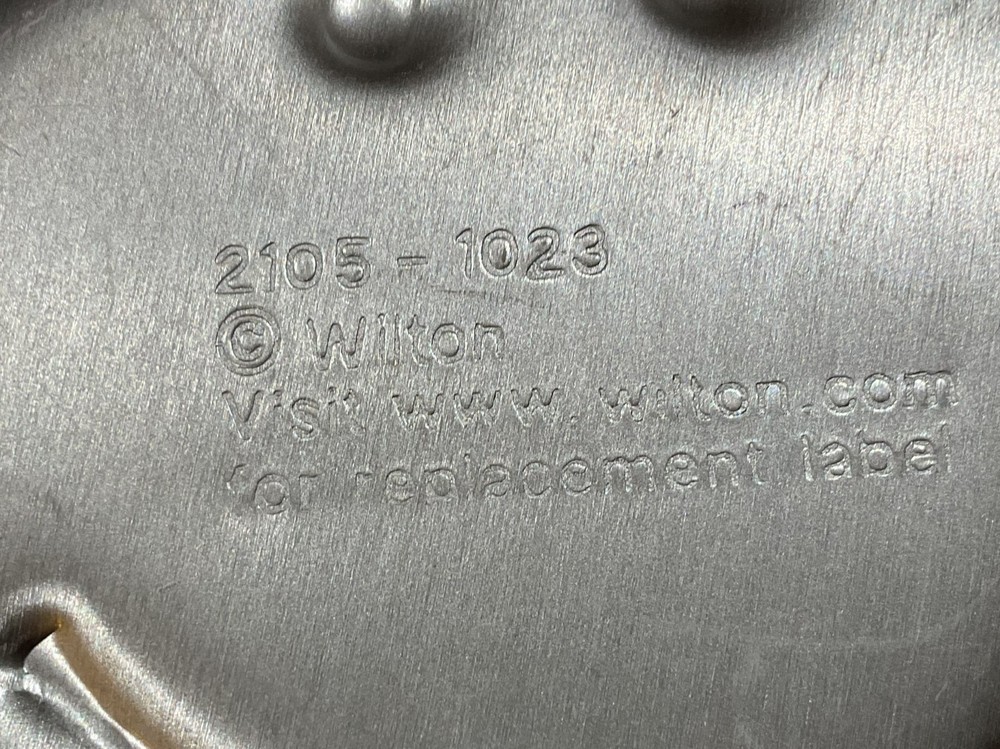 2105 - 1023
© Wilton
Visit www.wilton.com
for replacement label